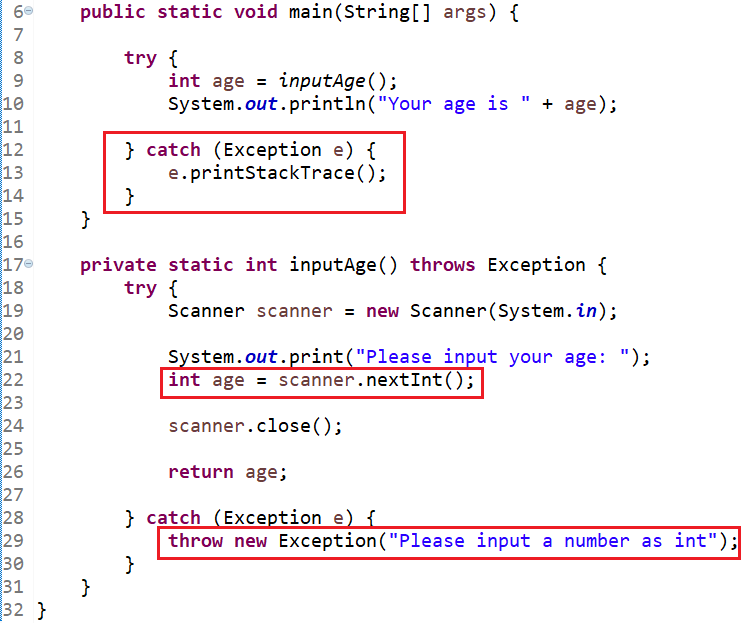 6 public static void main(String[] args) {
7
8 try {
9 int age = inputAge();
10 System.out.println("Your age is " + age);
11
12 } catch (Exception e) {
13 e.printStackTrace();
14 }
15 }
16
17 private static int inputAge() throws Exception {
18 try {
19 Scanner scanner = new Scanner(System.in);
20
21 System.out.print("Please input your age: ");
22 int age = scanner.nextInt();
23
24 scanner.close();
25
26 return age;
27
28 } catch (Exception e) {
29 throw new Exception("Please input a number as int");
30 }
31 }
32 }